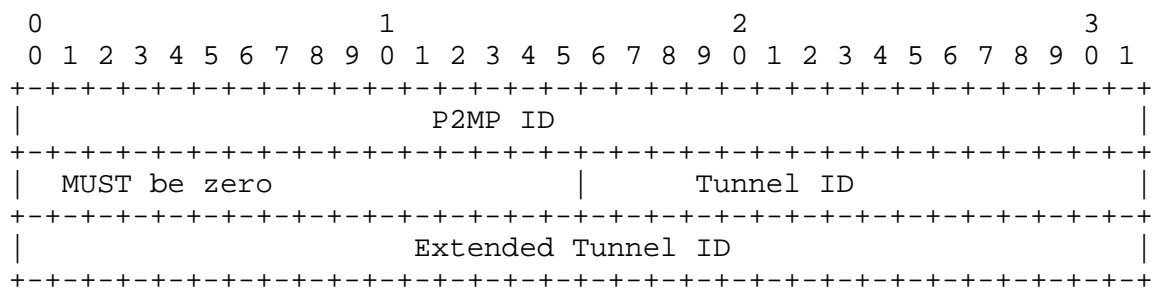 0                   1                   2                   3
 0 1 2 3 4 5 6 7 8 9 0 1 2 3 4 5 6 7 8 9 0 1 2 3 4 5 6 7 8 9 0 1
+-+-+-+-+-+-+-+-+-+-+-+-+-+-+-+-+-+-+-+-+-+-+-+-+-+-+-+-+-+-+-+-+
|                       P2MP ID                                 |
+-+-+-+-+-+-+-+-+-+-+-+-+-+-+-+-+-+-+-+-+-+-+-+-+-+-+-+-+-+-+-+-+
|  MUST be zero                 |      Tunnel ID                |
+-+-+-+-+-+-+-+-+-+-+-+-+-+-+-+-+-+-+-+-+-+-+-+-+-+-+-+-+-+-+-+-+
|                      Extended Tunnel ID                       |
+-+-+-+-+-+-+-+-+-+-+-+-+-+-+-+-+-+-+-+-+-+-+-+-+-+-+-+-+-+-+-+-+